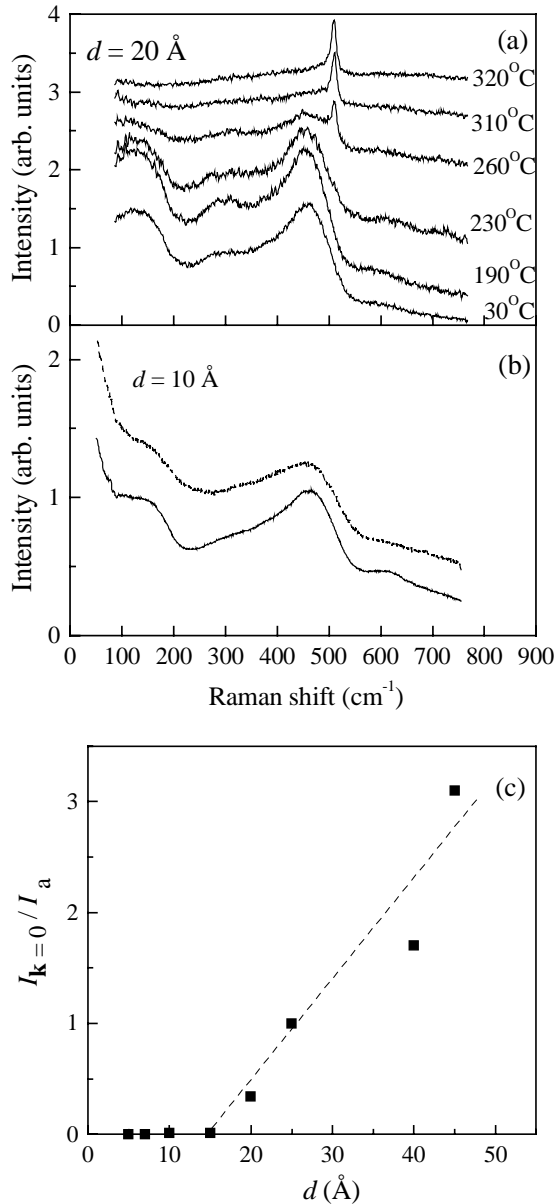 4
3
2
1
0
Intensity (arb. units)
d = 20 Å
(a)
320°C
310°C
260°C
230°C
190°C
30°C
2
1
0
Intensity (arb. units)
d = 10 Å
(b)
0 100 200 300 400 500 600 700 800 900
Raman shift (cm⁻¹)
3
2
1
0
I𝐤 = 0 / I a
(c)
0 10 20 30 40 50
d (Å)